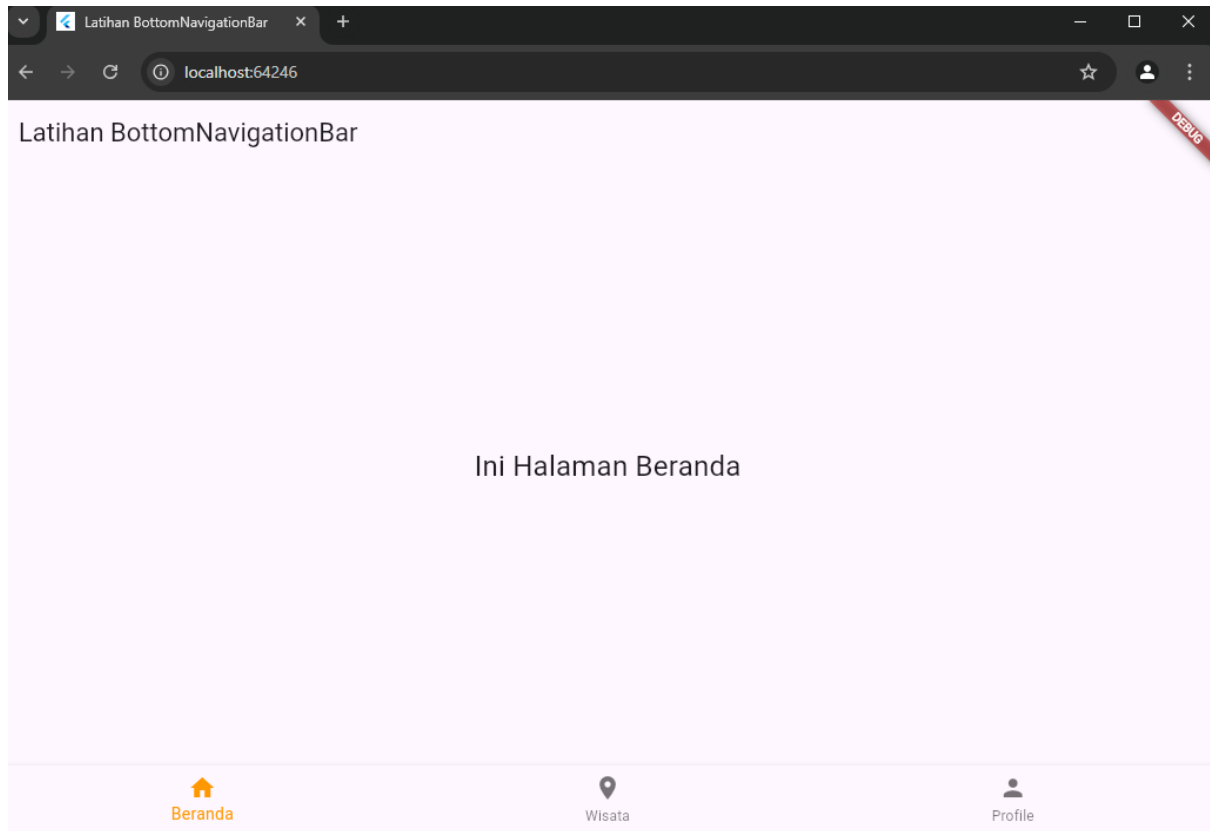 Latihan BottomNavigationBar
localhost:64246
Latihan BottomNavigationBar
DEBUG
Ini Halaman Beranda
Beranda
Wisata
Profile